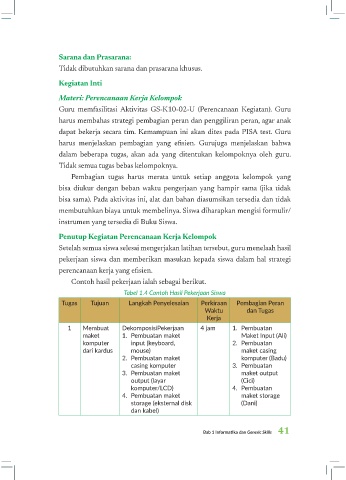 Sarana dan Prasarana:
Tidak dibutuhkan sarana dan prasarana khusus.
Kegiatan Inti
Materi: Perencanaan Kerja Kelompok
Guru memfasilitasi Aktivitas GS-K10-02-U (Perencanaan Kegiatan). Guru
harus membahas strategi pembagian peran dan penggiliran peran, agar anak
dapat bekerja secara tim. Kemampuan ini akan dites pada PISA test. Guru
harus menjelaskan pembagian yang efisien. Gurujuga menjelaskan bahwa
dalam beberapa tugas, akan ada yang ditentukan kelompoknya oleh guru.
Tidak semua tugas bebas kelompoknya.
Pembagian tugas harus merata untuk setiap anggota kelompok yang
bisa diukur dengan beban waktu pengerjaan yang hampir sama (jika tidak
bisa sama). Pada aktivitas ini, alat dan bahan diasumsikan tersedia dan tidak
membutuhkan biaya untuk membelinya. Siswa diharapkan mengisi formulir/
instrumen yang tersedia di Buku Siswa.
Penutup Kegiatan Perencanaan Kerja Kelompok
Setelah semua siswa selesai mengerjakan latihan tersebut, guru menelaah hasil
pekerjaan siswa dan memberikan masukan kepada siswa dalam hal strategi
perencanaan kerja yang efisien.
Contoh hasil pekerjaan ialah sebagai berikut.
Tabel 1.4 Contoh Hasil Pekerjaan Siswa
Tugas Tujuan Langkah Penyelesaian Perkiraan Pembagian Peran
Waktu dan Tugas
Kerja
1 Membuat DekomposisiPekerjaan 4 jam 1. Pembuatan
maket 1. Pembuatan maket Maket Input (Ali)
komputer input (keyboard, 2. Pembuatan
dari kardus mouse) maket casing
2. Pembuatan maket komputer (Badu)
casing komputer 3. Pembuatan
3. Pembuatan maket maket output
output (layar (Cici)
komputer/LCD) 4. Pembuatan
4. Pembuatan maket maket storage
storage (eksternal disk (Dani)
dan kabel)
Bab 1 Informatika dan Generic Skills 41